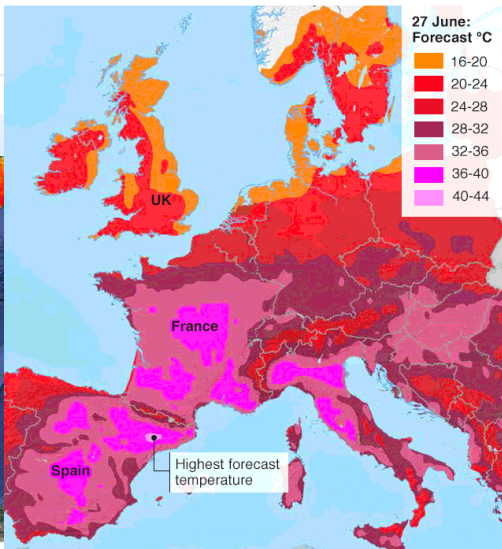 27 June:
Forecast °C
16-20
20-24
24-28
28-32
32-36
36-40
40-44
UK
France
Spain
Highest forecast
temperature